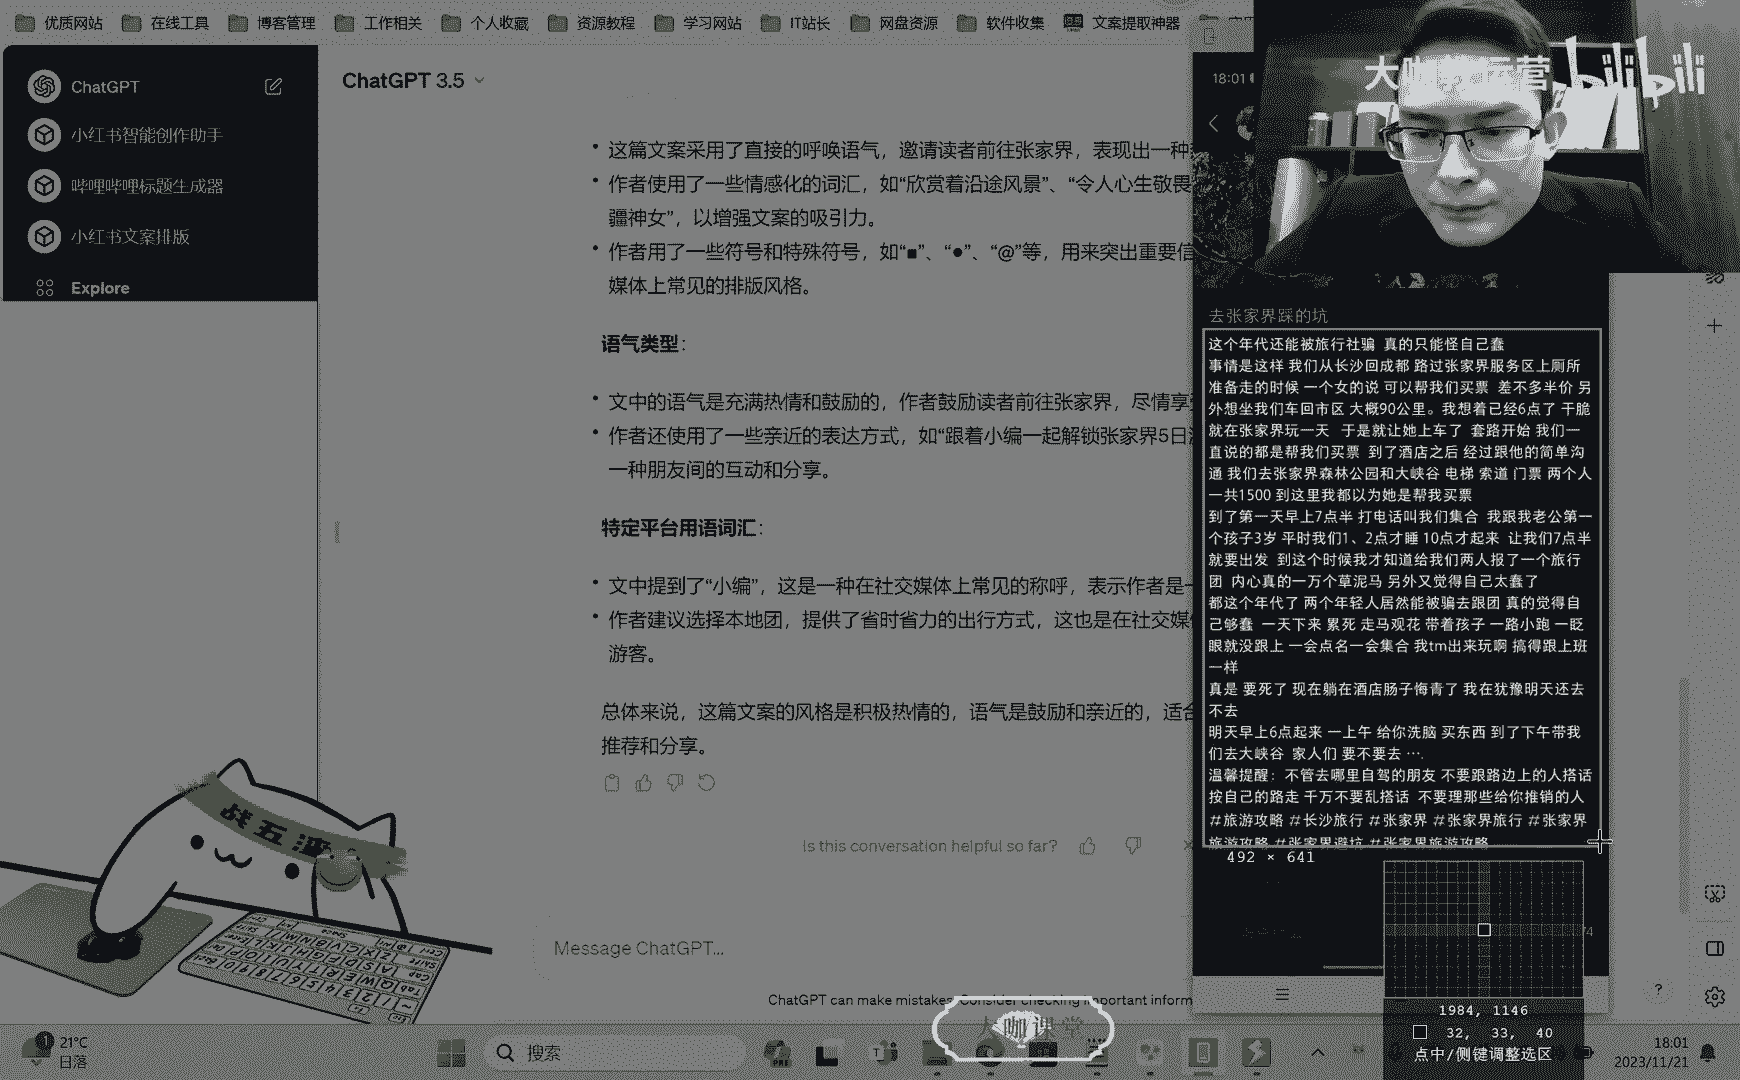 优质网站
在线工具
博客管理
工作相关
个人收藏
资源教程
学习网站
IT站长
网盘资源
软件收集
文案提取神器
ChatGPT
小红书智能创作助手
哔哩哔哩标题生成器
小红书文案排版
Explore
ChatGPT 3.5
这篇文案采用了直接的呼唤语气，邀请读者前往张家界，表现出一种
作者使用了一些情感化的词汇，如“欣赏着沿途风景”、“令人心生敬畏
疆神女”，以增强文案的吸引力。
作者用了一些符号和特殊符号，如“■”、“●”、“@”等，用来突出重要信
媒体上常见的排版风格。
语气类型：
文中的语气是充满热情和鼓励的，作者鼓励读者前往张家界，尽情享
作者还使用了一些亲近的表达方式，如“跟着小编一起解锁张家界5日
一种朋友间的互动和分享。
特定平台用语词汇：
文中提到了“小编”，这是一种在社交媒体上常见的称呼，表示作者是一
作者建议选择本地团，提供了省时省力的出行方式，这也是在社交媒
游客。
总体来说，这篇文案的风格是积极热情的，语气是鼓励和亲近的，适合
推荐和分享。
Is this conversation helpful so far?
Message ChatGPT...
ChatGPT can make mistakes. Consider checking important inform
18:01
bilibili
去张家界踩的坑
这个年代还能被旅行社骗 真的只能怪自己蠢
事情是这样 我们从长沙回成都 路过张家界服务区上厕所
准备走的时候 一个女的说 可以帮我们买票 差不多半价 另
外想坐我们车回市区 大概90公里。我想着已经6点了 干脆
就在张家界玩一天 于是就让她上车了 套路开始 我们一
直说的都是帮我们买票 到了酒店之后 经过跟他的简单沟
通 我们去张家界森林公园和大峡谷 电梯 索道 门票 两个人
一共1500 到这里我都以为她是帮我买票
到了第一天早上7点半 打电话叫我们集合 我跟我老公第一
个孩子3岁 平时我们1、2点才睡 10点才起来 让我们7点半
就要出发 到这个时候我才知道给我们两人报了一个旅行
团 内心真的一万个草泥马 另外又觉得自己太蠢了
都这个年代了 两个年轻人居然能被骗去跟团 真的觉得自
己够蠢 一天下来 累死 走马观花 带着孩子 一路小跑 一眨
眼就没跟上 一会点名一会集合 我tm出来玩啊 搞得跟上班
一样
真是 要死了 现在躺在酒店肠子悔青了 我在犹豫明天还去
不去
明天早上6点起来 一上午 给你洗脑 买东西 到了下午带我
们去大峡谷 家人们 要不要去 ….
温馨提醒：不管去哪里自驾的朋友 不要跟路边上的人搭话
按自己的路走 千万不要乱搭话 不要理那些给你推销的人
#旅游攻略 #长沙旅行 #张家界 #张家界旅行 #张家界
旅游攻略 #张家界避坑 #张家界旅游攻略
492 × 641
1984, 1146
32, 33, 40
点中/侧键调整选区
战五渣
21°C
日落
搜索
18:01
2023/11/21